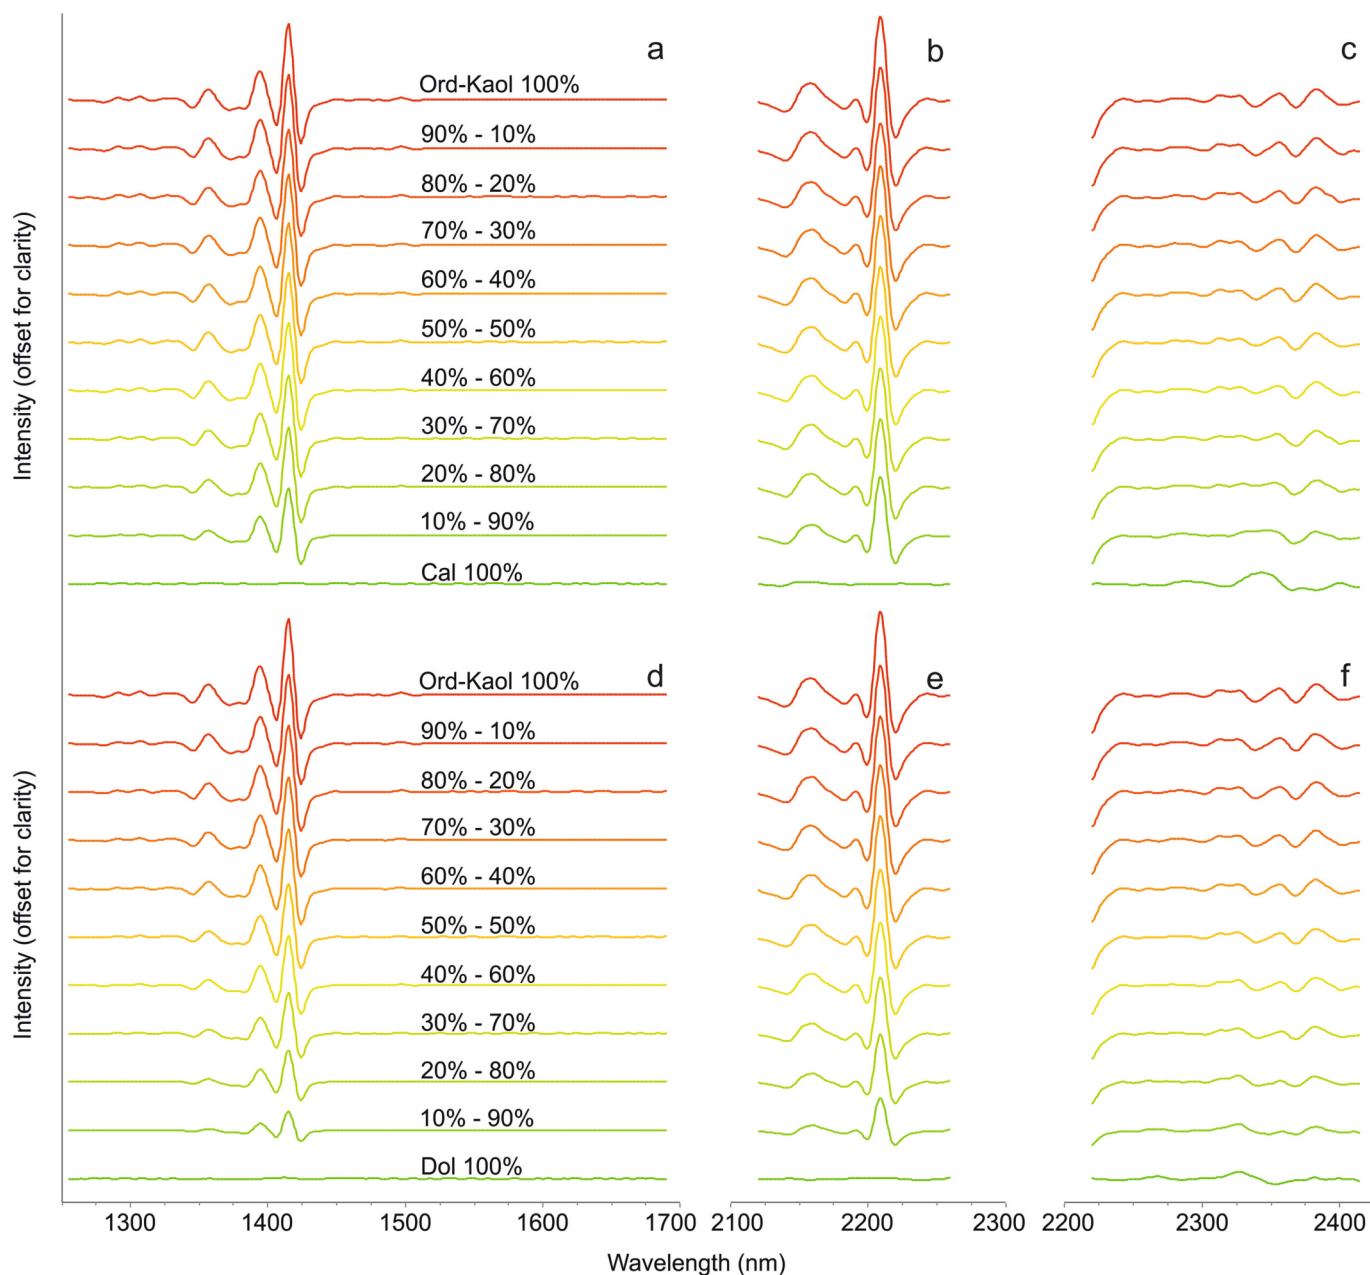 a
b
c
Ord-Kaol 100%
90% - 10%
80% - 20%
70% - 30%
60% - 40%
50% - 50%
40% - 60%
30% - 70%
20% - 80%
10% - 90%
Cal 100%
Intensity (offset for clarity)
d
e
f
Ord-Kaol 100%
90% - 10%
80% - 20%
70% - 30%
60% - 40%
50% - 50%
40% - 60%
30% - 70%
20% - 80%
10% - 90%
Dol 100%
Intensity (offset for clarity)
1300 1400 1500 1600 1700 2100 2200 2300 2200 2300 2400
Wavelength (nm)